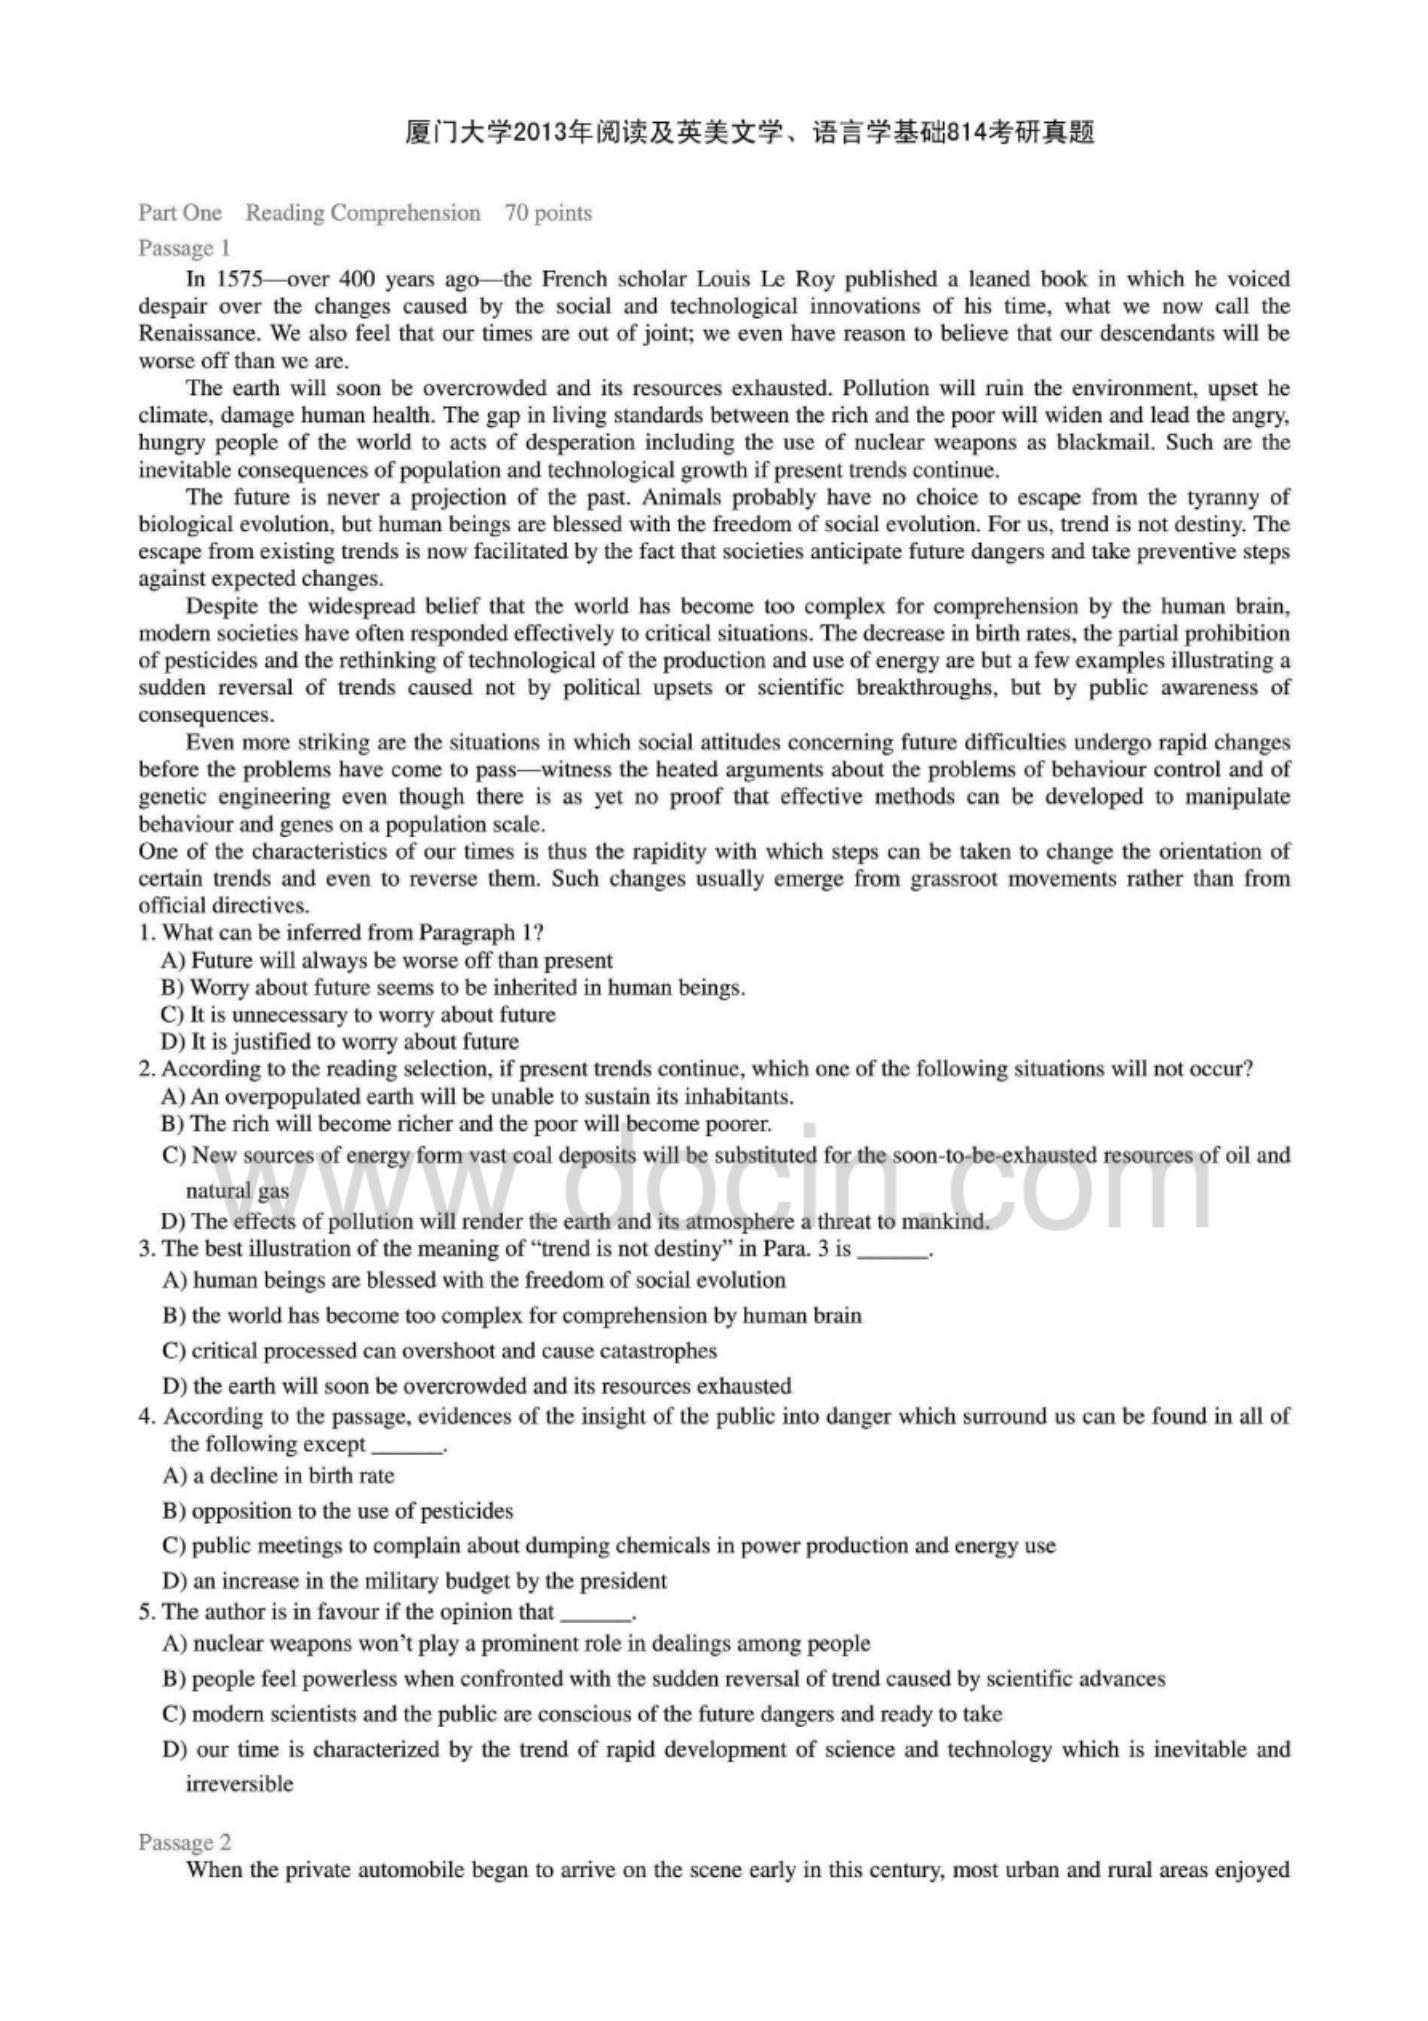 厦门大学2013年阅读及英美文学、语言学基础814考研真题
Part One Reading Comprehension 70 points
Passage 1
In 1575—over 400 years ago—the French scholar Louis Le Roy published a leaned book in which he voiced
despair over the changes caused by the social and technological innovations of his time, what we now call the
Renaissance. We also feel that our times are out of joint; we even have reason to believe that our descendants will be
worse off than we are.
The earth will soon be overcrowded and its resources exhausted. Pollution will ruin the environment, upset he
climate, damage human health. The gap in living standards between the rich and the poor will widen and lead the angry,
hungry people of the world to acts of desperation including the use of nuclear weapons as blackmail. Such are the
inevitable consequences of population and technological growth if present trends continue.
The future is never a projection of the past. Animals probably have no choice to escape from the tyranny of
biological evolution, but human beings are blessed with the freedom of social evolution. For us, trend is not destiny. The
escape from existing trends is now facilitated by the fact that societies anticipate future dangers and take preventive steps
against expected changes.
Despite the widespread belief that the world has become too complex for comprehension by the human brain,
modern societies have often responded effectively to critical situations. The decrease in birth rates, the partial prohibition
of pesticides and the rethinking of technological of the production and use of energy are but a few examples illustrating a
sudden reversal of trends caused not by political upsets or scientific breakthroughs, but by public awareness of
consequences.
Even more striking are the situations in which social attitudes concerning future difficulties undergo rapid changes
before the problems have come to pass—witness the heated arguments about the problems of behaviour control and of
genetic engineering even though there is as yet no proof that effective methods can be developed to manipulate
behaviour and genes on a population scale.
One of the characteristics of our times is thus the rapidity with which steps can be taken to change the orientation of
certain trends and even to reverse them. Such changes usually emerge from grassroot movements rather than from
official directives.
1. What can be inferred from Paragraph 1?
A) Future will always be worse off than present
B) Worry about future seems to be inherited in human beings.
C) It is unnecessary to worry about future
D) It is justified to worry about future
2. According to the reading selection, if present trends continue, which one of the following situations will not occur?
A) An overpopulated earth will be unable to sustain its inhabitants.
B) The rich will become richer and the poor will become poorer.
C) New sources of energy form vast coal deposits will be substituted for the soon-to-be-exhausted resources of oil and
natural gas
D) The effects of pollution will render the earth and its atmosphere a threat to mankind.
www.docin.com
3. The best illustration of the meaning of “trend is not destiny” in Para. 3 is ______.
A) human beings are blessed with the freedom of social evolution
B) the world has become too complex for comprehension by human brain
C) critical processed can overshoot and cause catastrophes
D) the earth will soon be overcrowded and its resources exhausted
4. According to the passage, evidences of the insight of the public into danger which surround us can be found in all of
the following except ______.
A) a decline in birth rate
B) opposition to the use of pesticides
C) public meetings to complain about dumping chemicals in power production and energy use
D) an increase in the military budget by the president
5. The author is in favour if the opinion that ______.
A) nuclear weapons won’t play a prominent role in dealings among people
B) people feel powerless when confronted with the sudden reversal of trend caused by scientific advances
C) modern scientists and the public are conscious of the future dangers and ready to take
D) our time is characterized by the trend of rapid development of science and technology which is inevitable and
irreversible
Passage 2
When the private automobile began to arrive on the scene early in this century, most urban and rural areas enjoyed